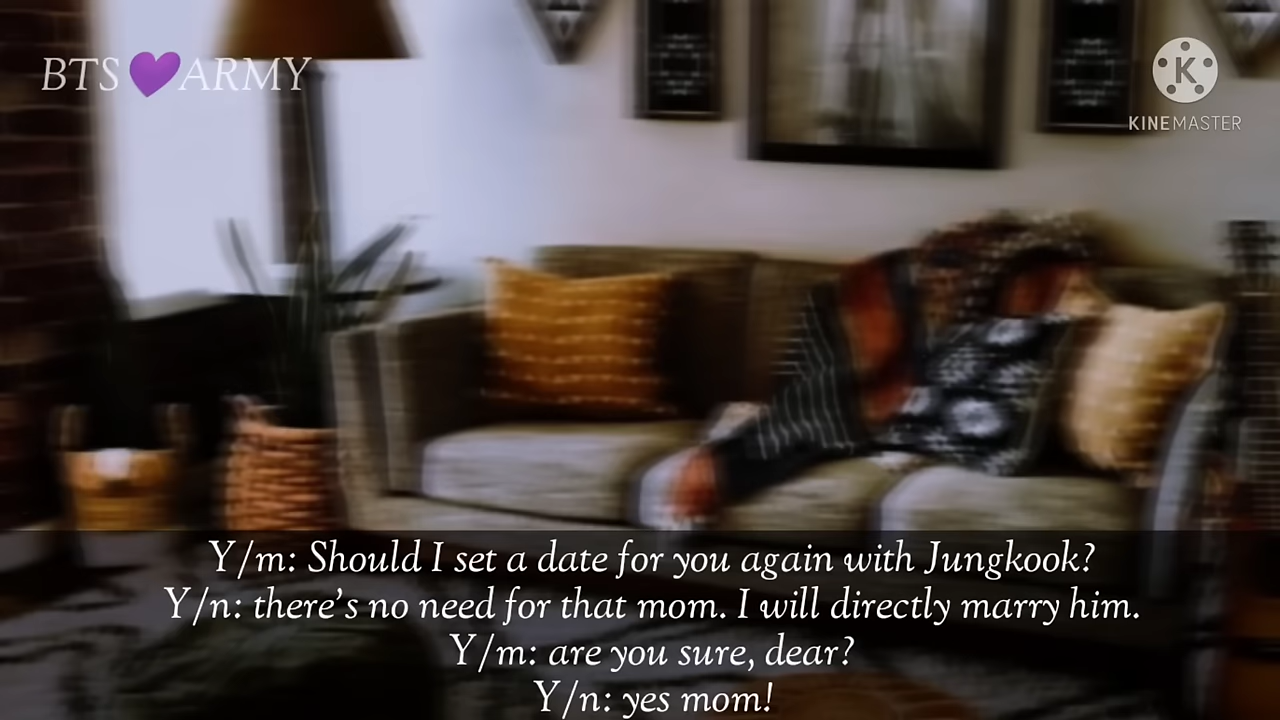 BTS💜ARMY
K
KINEMASTER
Y/m: Should I set a date for you again with Jungkook?
Y/n: there's no need for that mom. I will directly marry him.
Y/m: are you sure, dear?
Y/n: yes mom!